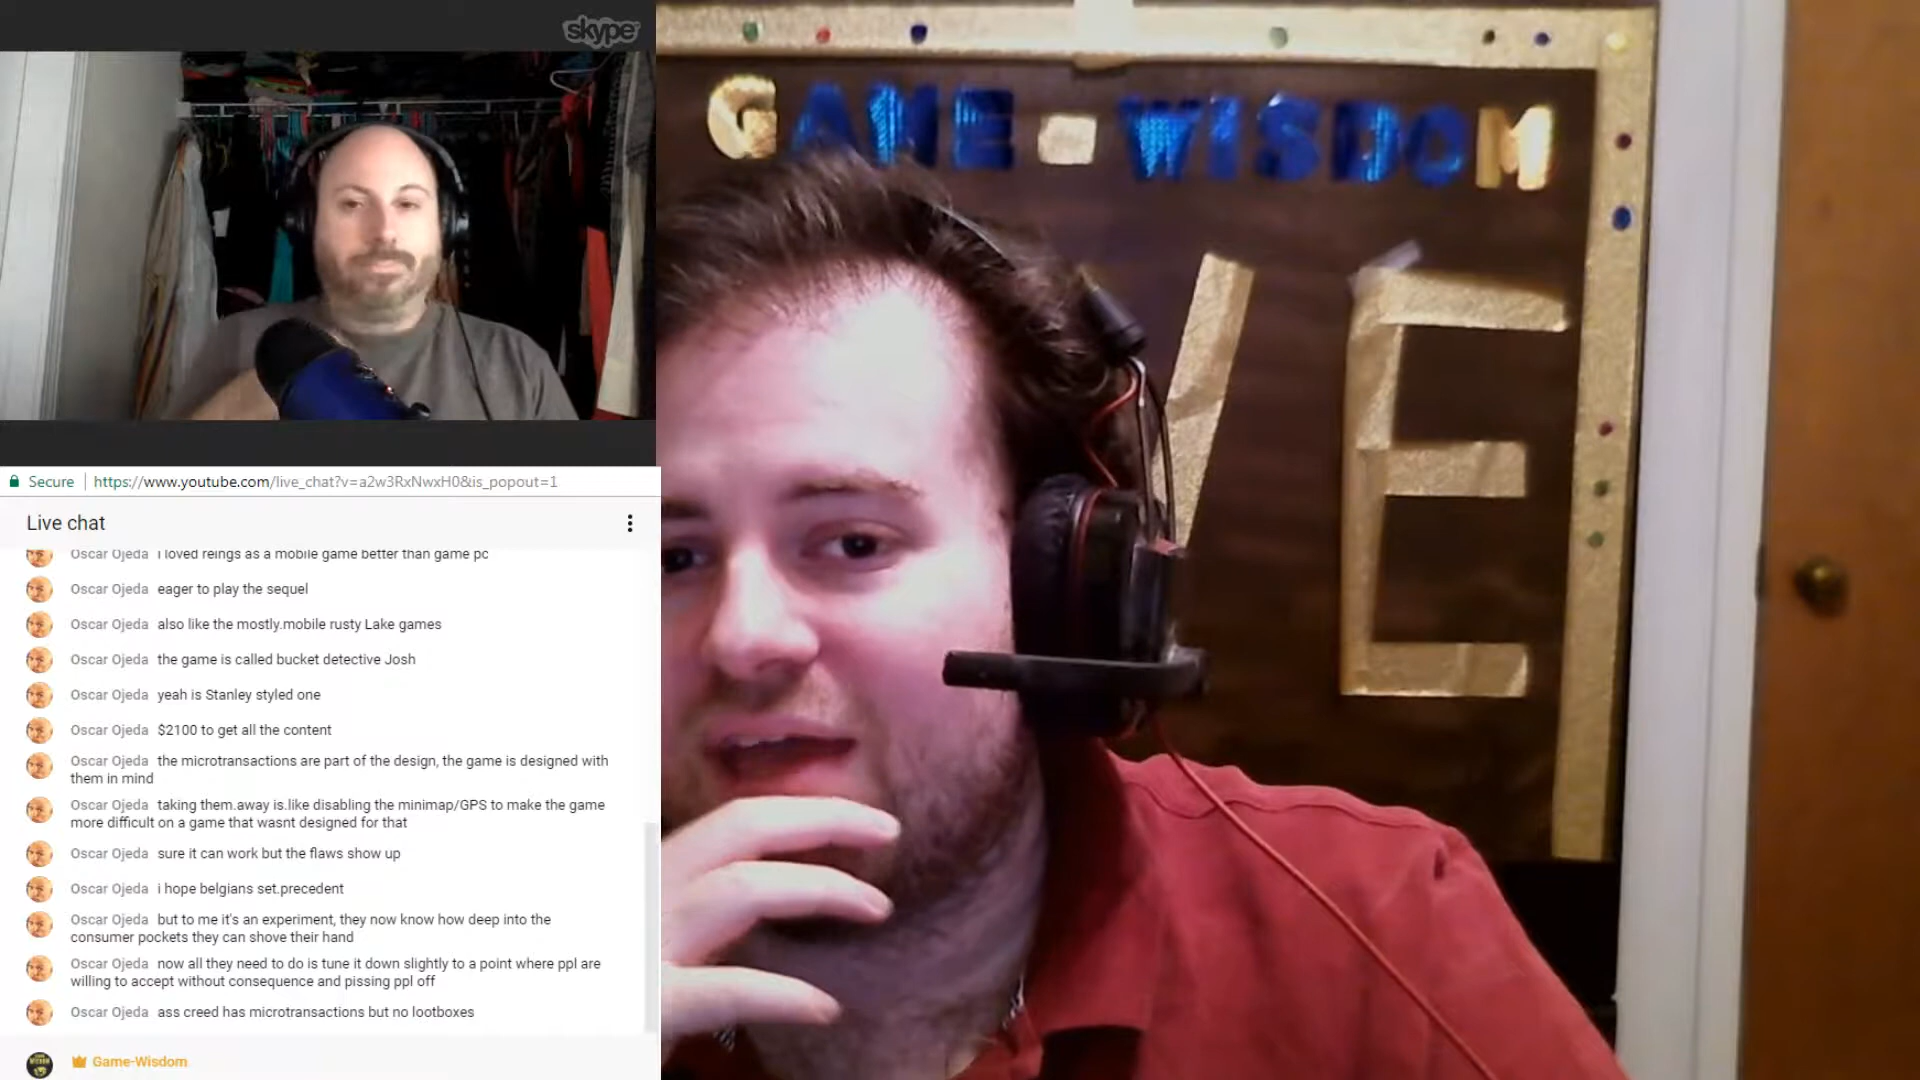 skype
GAME-WISDOM
VE
Secure https://www.youtube.com/live_chat?v=a2w3RxNwxH0&is_popout=1
Live chat
Oscar Ojeda i loved reings as a mobile game better than game pc
Oscar Ojeda eager to play the sequel
Oscar Ojeda also like the mostly.mobile rusty Lake games
Oscar Ojeda the game is called bucket detective Josh
Oscar Ojeda yeah is Stanley styled one
Oscar Ojeda $2100 to get all the content
Oscar Ojeda the microtransactions are part of the design, the game is designed with
them in mind
Oscar Ojeda taking them.away is.like disabling the minimap/GPS to make the game
more difficult on a game that wasnt designed for that
Oscar Ojeda sure it can work but the flaws show up
Oscar Ojeda i hope belgians set.precedent
Oscar Ojeda but to me it's an experiment, they now know how deep into the
consumer pockets they can shove their hand
Oscar Ojeda now all they need to do is tune it down slightly to a point where ppl are
willing to accept without consequence and pissing ppl off
Oscar Ojeda ass creed has microtransactions but no lootboxes
Game-Wisdom